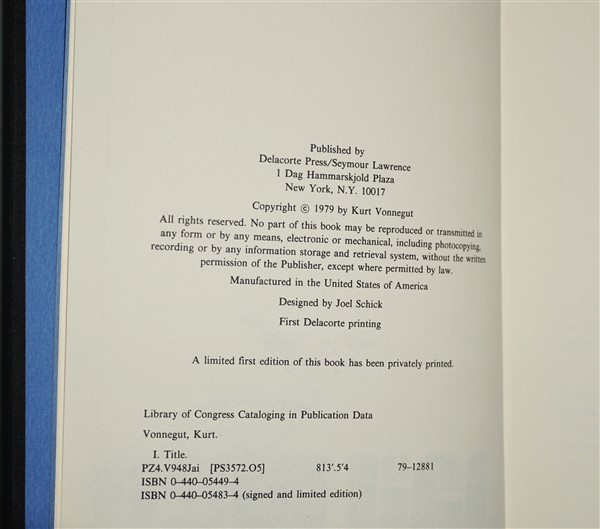 Published by
Delacorte Press/Seymour Lawrence
1 Dag Hammarskjold Plaza
New York, N.Y. 10017
Copyright © 1979 by Kurt Vonnegut
All rights reserved. No part of this book may be reproduced or transmitted in
any form or by any means, electronic or mechanical, including photocopying,
recording or by any information storage and retrieval system, without the written
permission of the Publisher, except where permitted by law.
Manufactured in the United States of America
Designed by Joel Schick
First Delacorte printing
A limited first edition of this book has been privately printed.
Library of Congress Cataloging in Publication Data
Vonnegut, Kurt.
I. Title.
PZ4.V948Jai [PS3572.O5] 813'.5'4 79-12881
ISBN 0-440-05449-4
ISBN 0-440-05483-4 (signed and limited edition)